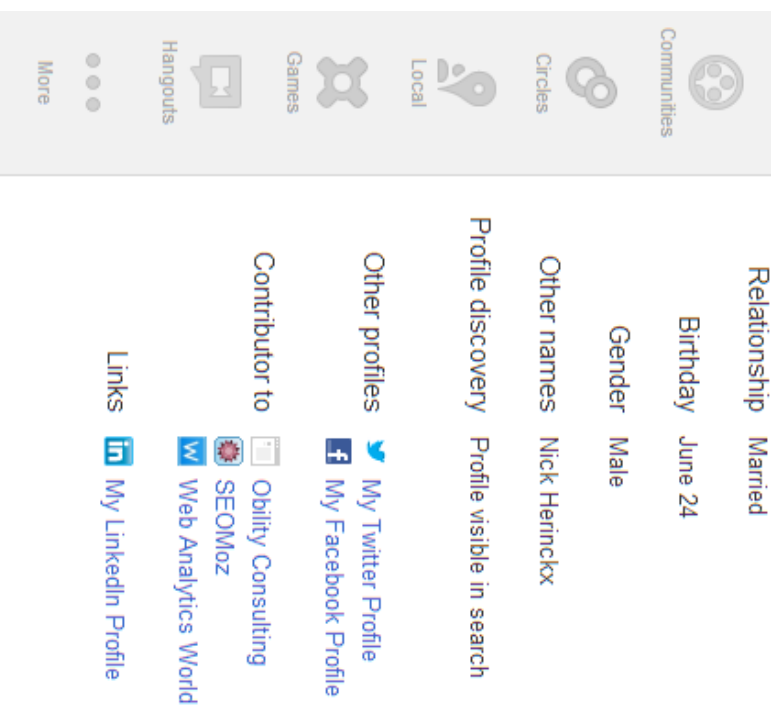 Communities
Circles
Local
Games
Hangouts
More
Relationship Married
Birthday June 24
Gender Male
Other names Nick Herinckx
Profile discovery Profile visible in search
Other profiles My Twitter Profile
My Facebook Profile
Contributor to Obility Consulting
SEOMoz
Web Analytics World
Links My LinkedIn Profile